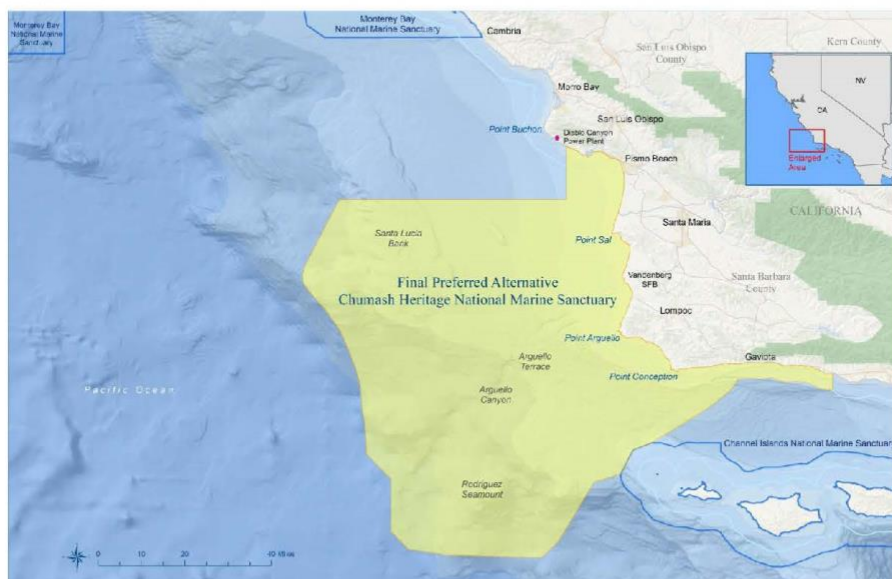 Monterey Bay
National Marine
Sanctuary
Monterey Bay
National Marine Sanctuary
Cambria
San Luis Obispo
County
Kern County
NV
CA
Enlarged
Area
Morro Bay
San Luis Obispo
Point Buchon
Diablo Canyon
Power Plant
Pismo Beach
CALIFORNIA
Santa Lucia
Bank
Point Sal
Santa Maria
Final Preferred Alternative
Chumash Heritage National Marine Sanctuary
Vandenberg
SFB
Santa Barbara
County
Lompoc
Point Arguello
Arguello
Terrace
Gaviota
Point Conception
Pacific Ocean
Arguello
Canyon
Channel Islands National Marine Sanctuary
Rodriguez
Seamount
0 20 40 Miles